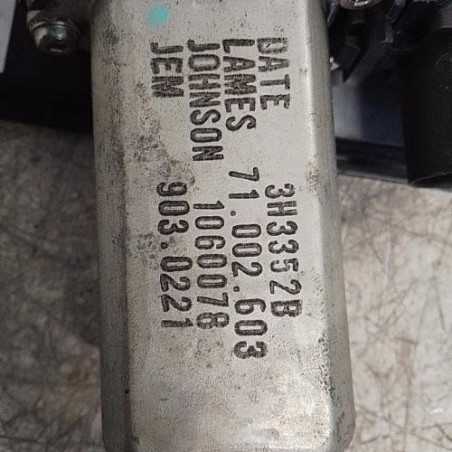 DATE 3H3352B
LAMES 71.002.603
JOHNSON 1060078
JEM 903.0221